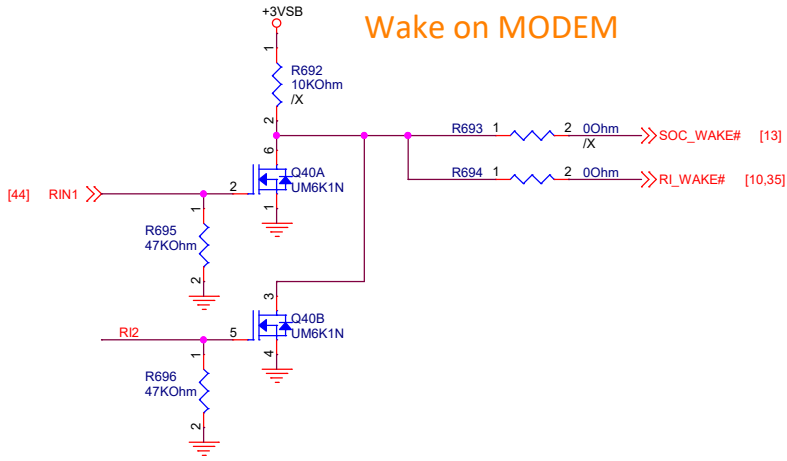 +3VSB
Wake on MODEM
1
R692
10KOhm
/X
2
R693 1 2 0Ohm SOC_WAKE# [13]
/X
6
R694 1 2 0Ohm RI_WAKE# [10,35]
Q40A
[44] RIN1 2 UM6K1N
1
1
R695
47KOhm
2
3
Q40B
RI2 5 UM6K1N
4
1
R696
47KOhm
2